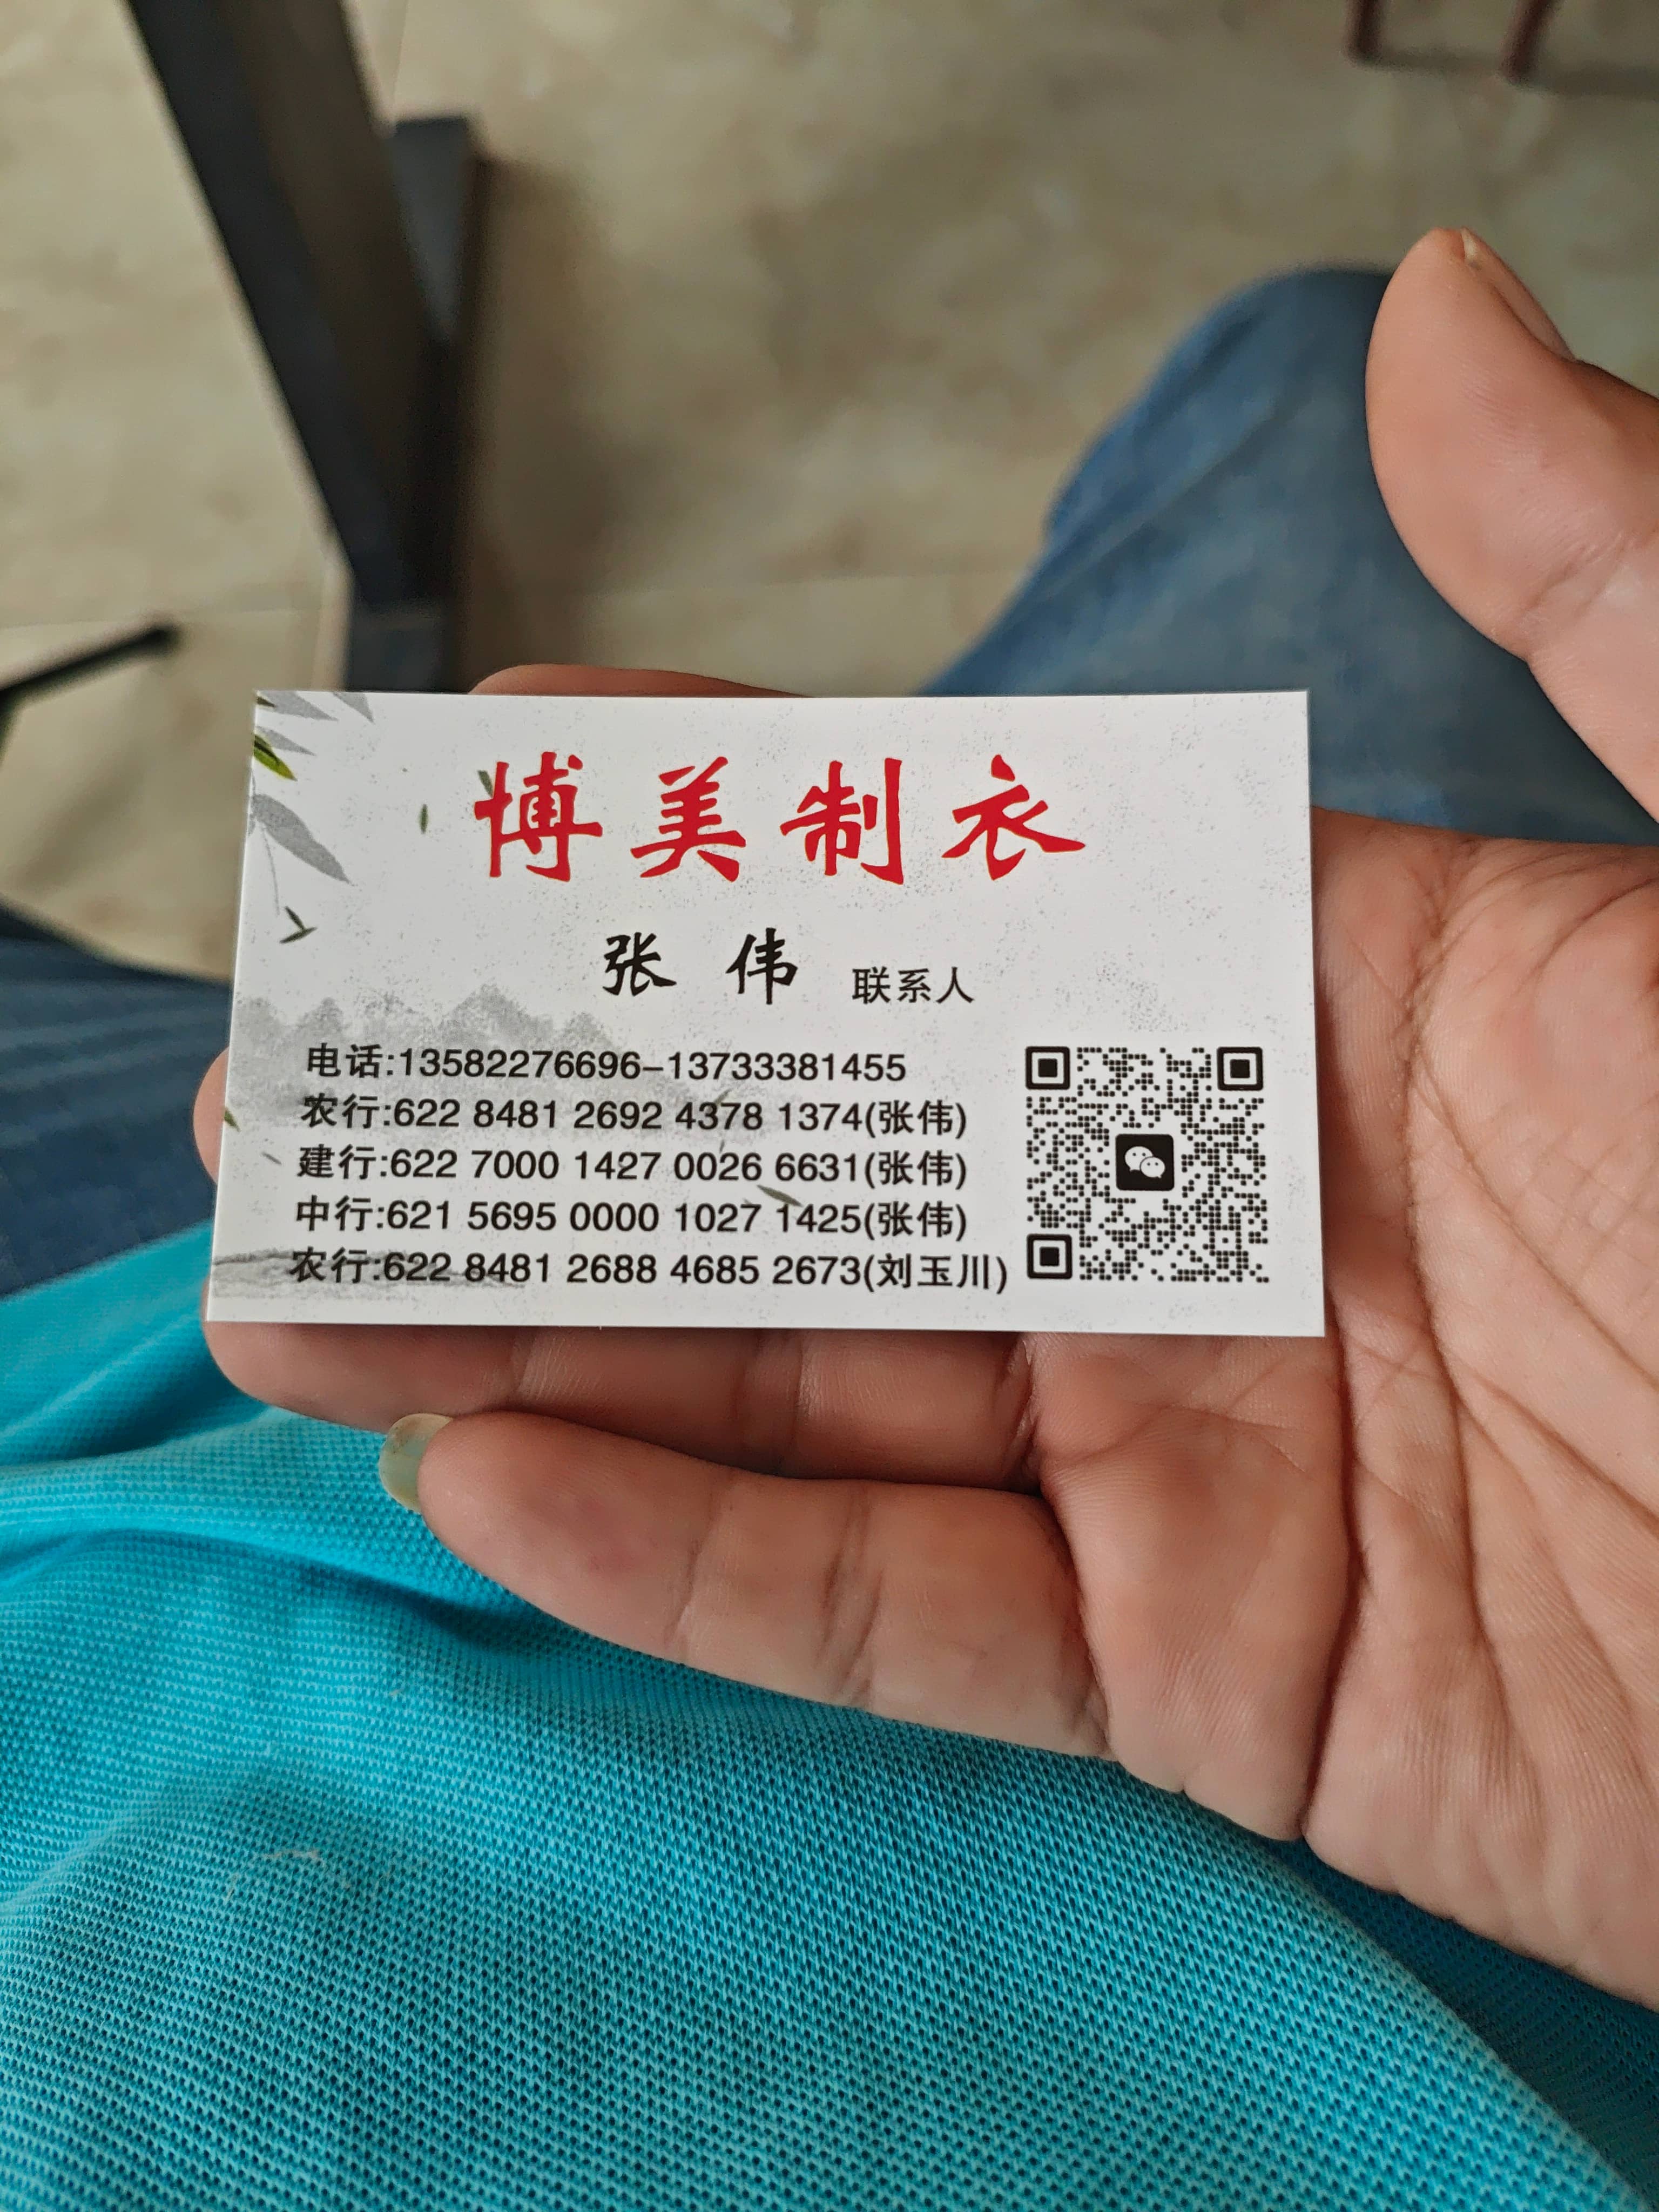 博美制衣
张伟 联系人
电话:13582276696-13733381455
农行:622 8481 2692 4378 1374(张伟)
建行:622 7000 1427 0026 6631(张伟)
中行:621 5695 0000 1027 1425(张伟)
农行:622 8481 2688 4685 2673(刘玉川)